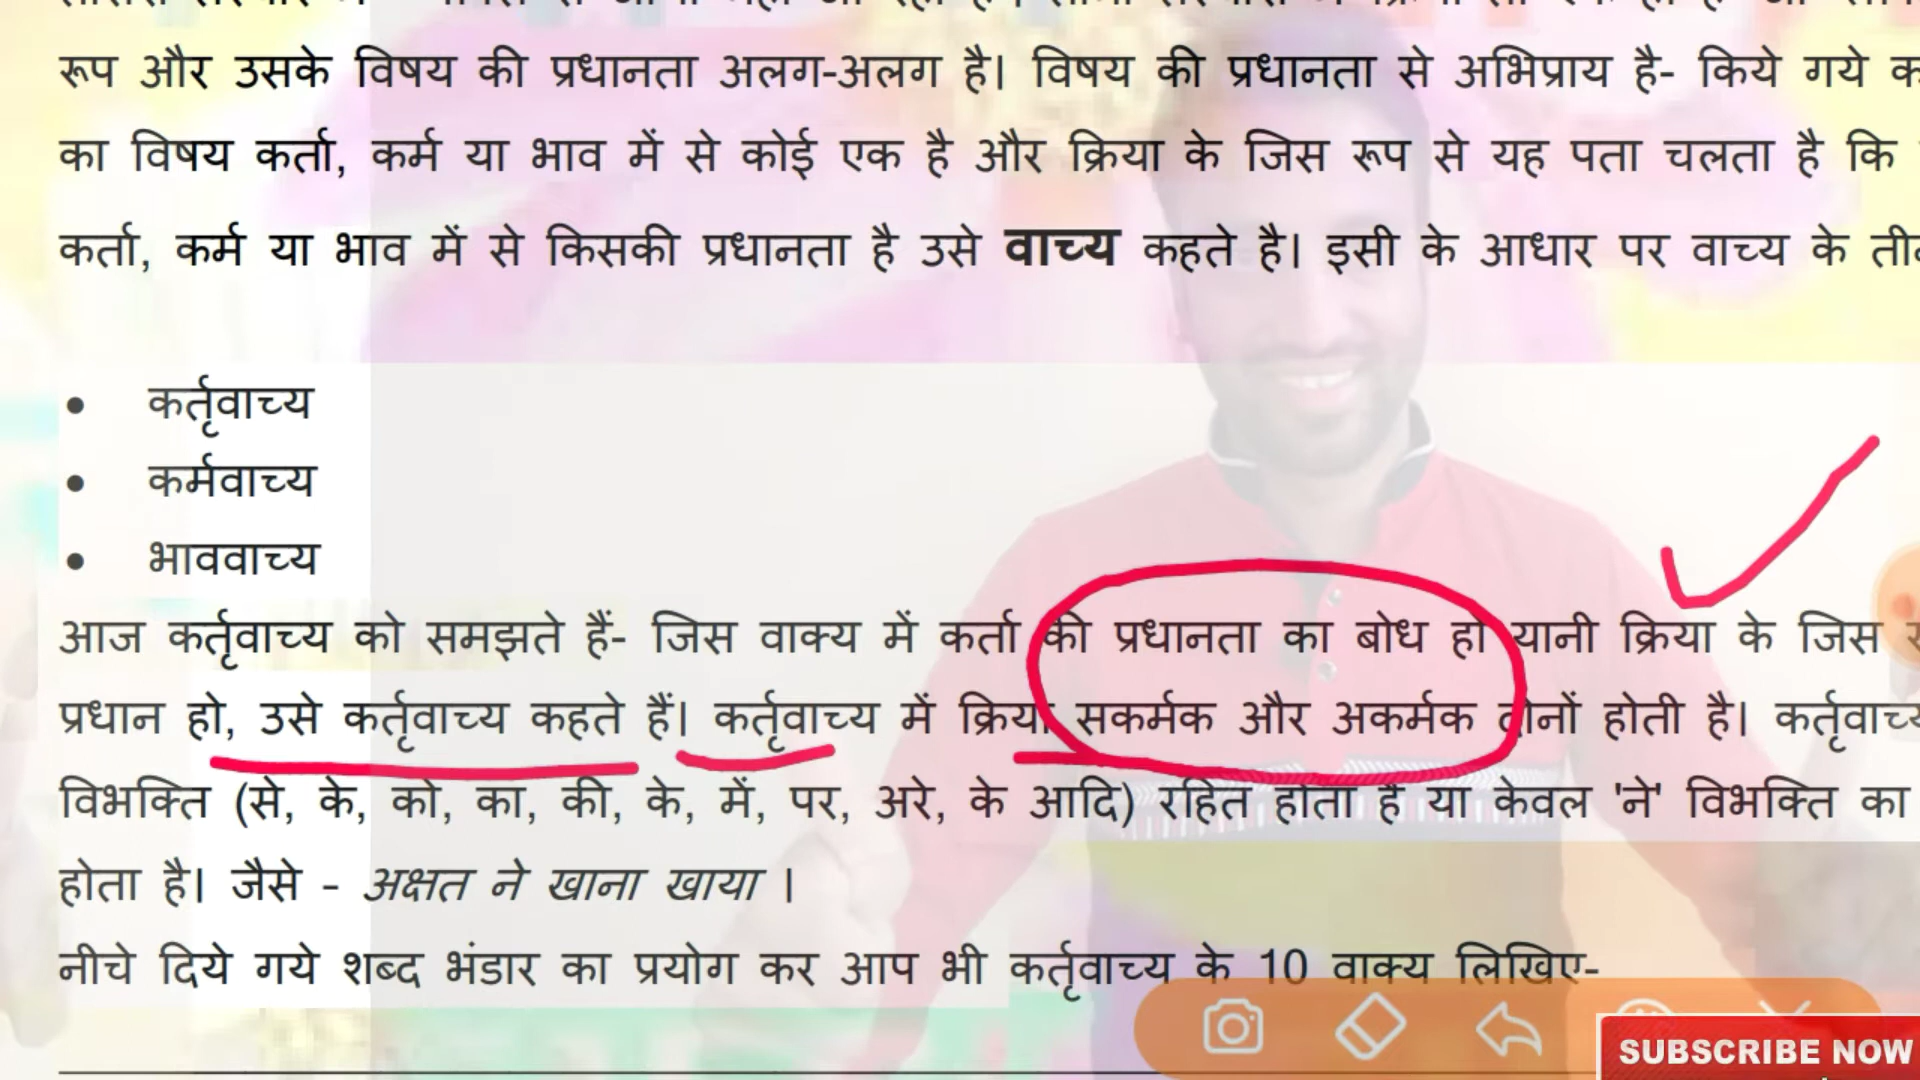 रूप और उसके विषय की प्रधानता अलग-अलग है। विषय की प्रधानता से अभिप्राय है- किये गये
का विषय कर्ता, कर्म या भाव में से कोई एक है और क्रिया के जिस रूप से यह पता चलता है कि
कर्ता, कर्म या भाव में से किसकी प्रधानता है उसे वाच्य कहते है। इसी के आधार पर वाच्य के
• कर्तृवाच्य
• कर्मवाच्य
• भाववाच्य
आज कर्तृवाच्य को समझते हैं- जिस वाक्य में कर्ता की प्रधानता का बोध हो यानी क्रिया के जिस
प्रधान हो, उसे कर्तृवाच्य कहते हैं। कर्तृवाच्य में क्रिया सकर्मक और अकर्मक दोनों होती है। कर्तृवाच्य
विभक्ति (से, के, को, का, की, के, में, पर, अरे, के आदि) रहित होता है या केवल 'ने' विभक्ति का
होता है। जैसे - अक्षत ने खाना खाया ।
नीचे दिये गये शब्द भंडार का प्रयोग कर आप भी कर्तृवाच्य के 10 वाक्य लिखिए-
SUBSCRIBE NOW